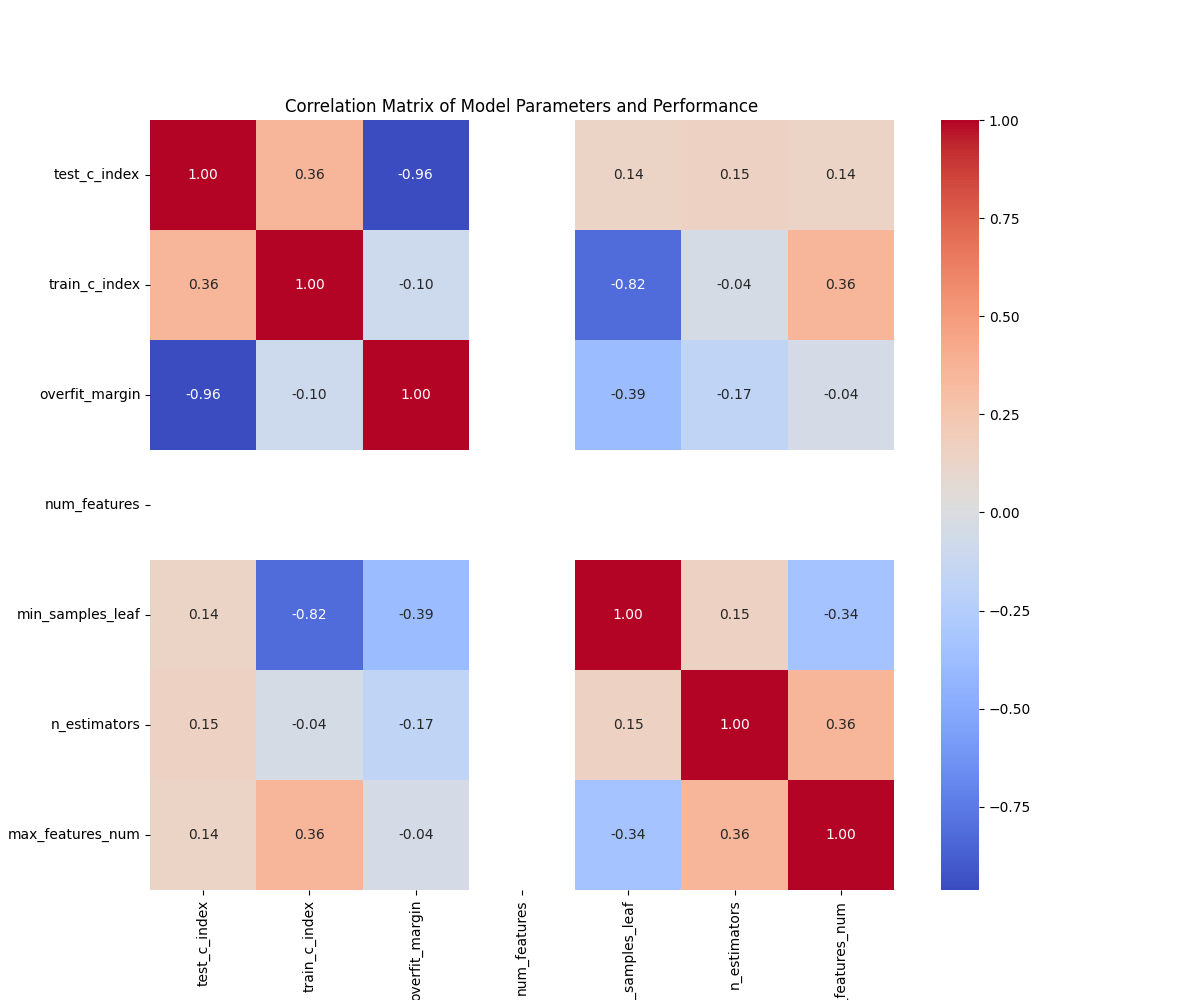 Correlation Matrix of Model Parameters and Performance
test_c_index
1.00 0.36 -0.96 0.14 0.15 0.14
train_c_index
0.36 1.00 -0.10 -0.82 -0.04 0.36
overfit_margin
-0.96 -0.10 1.00 -0.39 -0.17 -0.04
num_features
min_samples_leaf
0.14 -0.82 -0.39 1.00 0.15 -0.34
n_estimators
0.15 -0.04 -0.17 0.15 1.00 0.36
max_features_num
0.14 0.36 -0.04 -0.34 0.36 1.00
test_c_index
train_c_index
overfit_margin
num_features
_samples_leaf
n_estimators
_features_num
1.00
0.75
0.50
0.25
0.00
−0.25
−0.50
−0.75